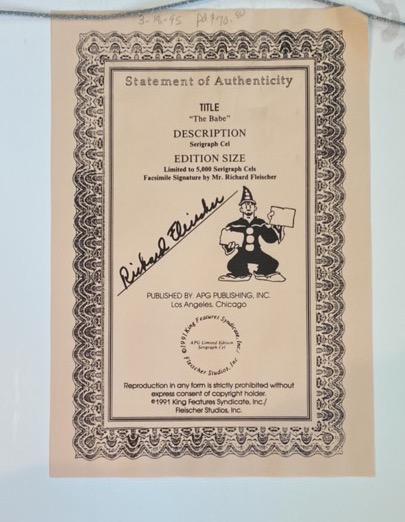 3-18-95 pd $70.00
Statement of Authenticity
TITLE
"The Babe"
DESCRIPTION
Serigraph Cel
EDITION SIZE
Limited to 5,000 Serigraph Cels
Facsimile Signature by Mr. Richard Fleischer
Richard Fleischer
PUBLISHED BY: APG PUBLISHING, INC.
Los Angeles, Chicago
©1991 King Features Syndicate, Inc.
Fleischer Studios, Inc.
APG Limited Edition
Serigraph Cel
Reproduction in any form is strictly prohibited without
express consent of copyright holder.
©1991 King Features Syndicate, Inc./
Fleischer Studios, Inc.